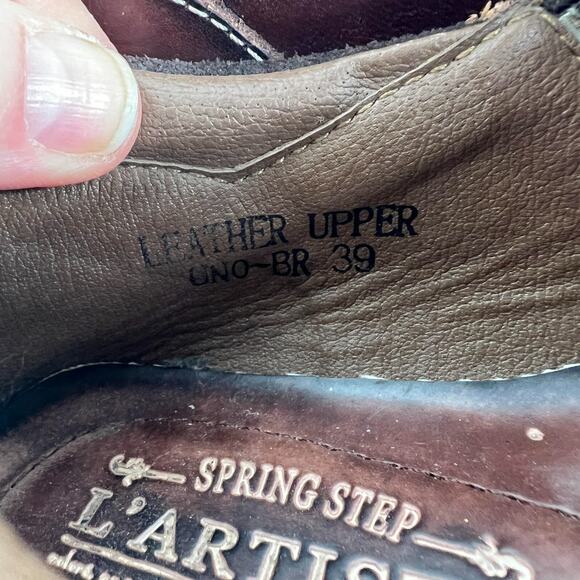 LEATHER UPPER
UNO-BR 39
SPRING STEP
L'ARTIS